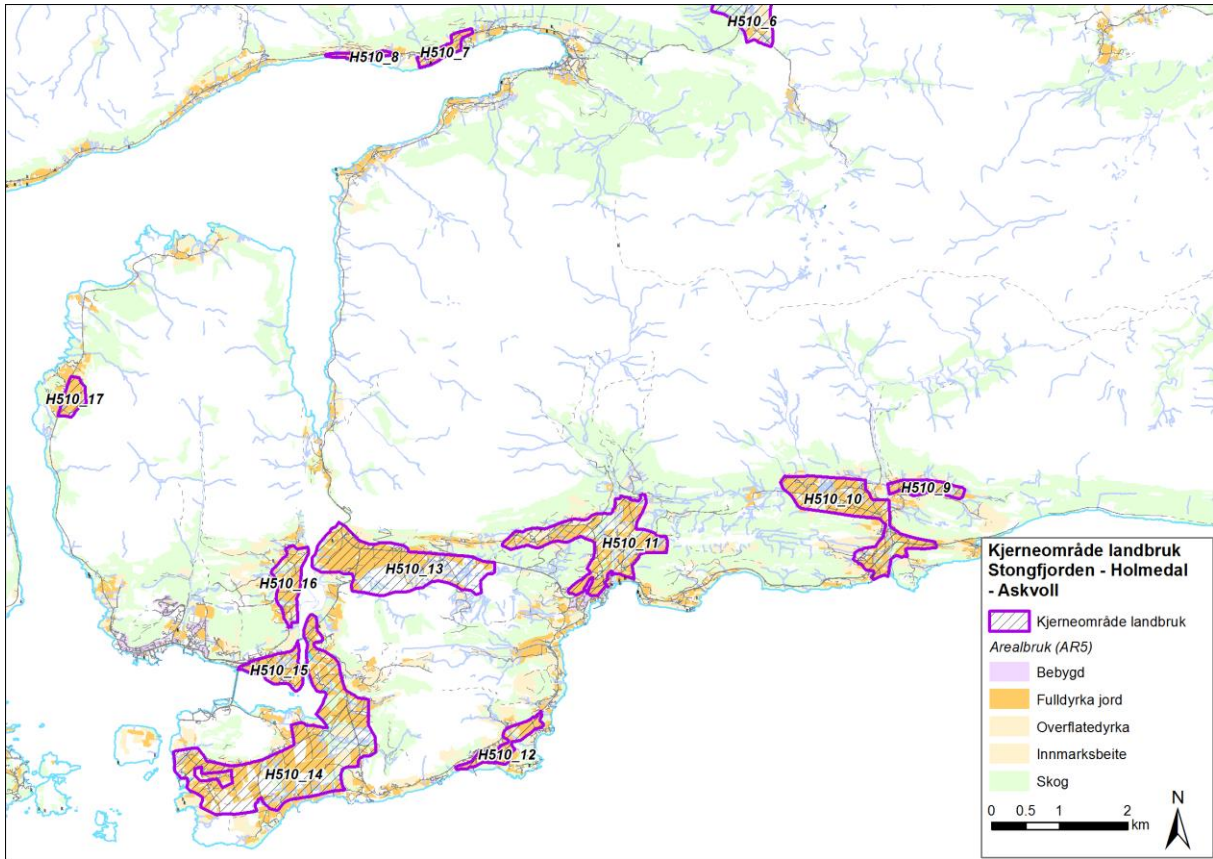 H510_6
H510_7
H510_8
H510_17
H510_9
H510_10
H510_11
H510_13
H510_16
H510_15
H510_12
H510_14
Kjerneområde landbruk
Stongfjorden - Holmedal
- Askvoll
Kjerneområde landbruk
Arealbruk (AR5)
Bebygd
Fulldyrka jord
Overflatedyrka
Innmarksbeite
Skog
0 0.5 1 2
km
N